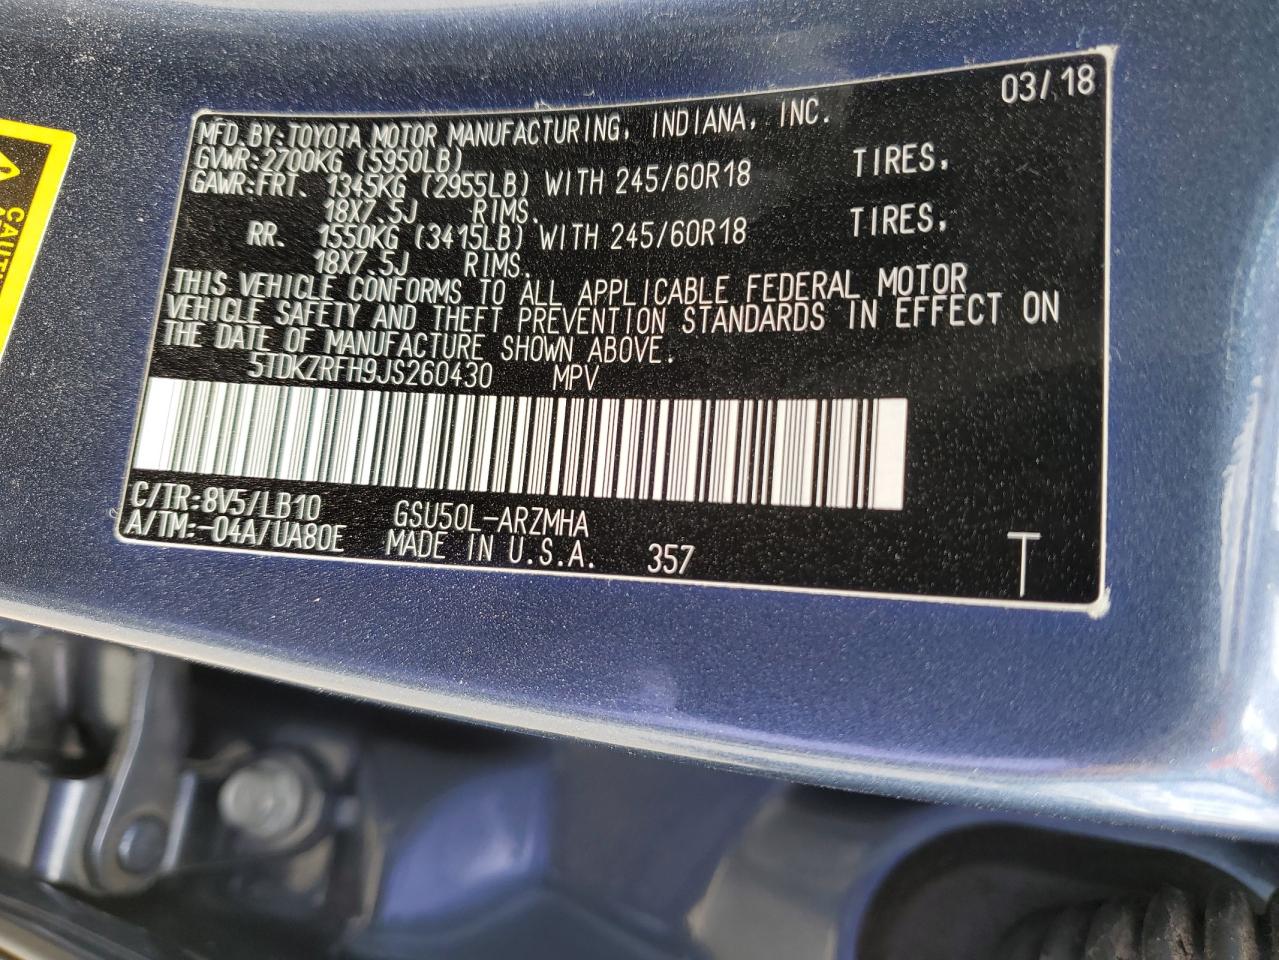 03/18
MFD.BY:TOYOTA MOTOR MANUFACTURING, INDIANA, INC.
GVWR:2700KG (5950LB)
GAWR:FRT. 1345KG (2955LB) WITH 245/60R18 TIRES,
18X7.5J RIMS.
RR. 1550KG (3415LB) WITH 245/60R18 TIRES,
18X7.5J RIMS.
THIS VEHICLE CONFORMS TO ALL APPLICABLE FEDERAL MOTOR
VEHICLE SAFETY AND THEFT PREVENTION STANDARDS IN EFFECT ON
THE DATE OF MANUFACTURE SHOWN ABOVE.
5TDKZRFH9JS260430 MPV
C/TR:8V5/LB10 GSU50L-ARZMHA
A/TM:-04A/UA80E MADE IN U.S.A. 357 T